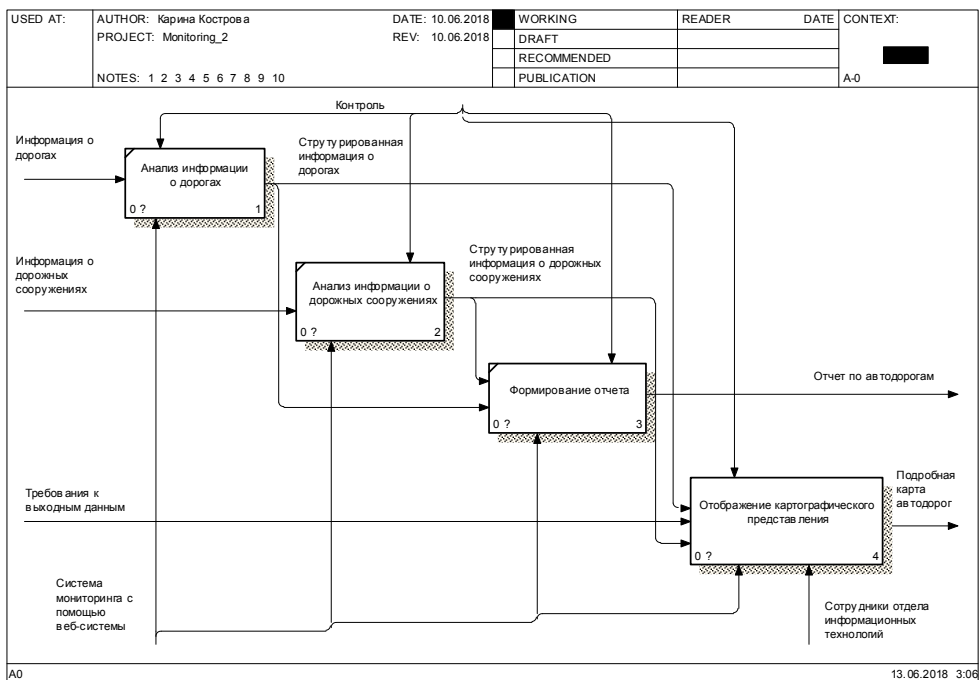 USED AT:
AUTHOR: Карина Кострова
DATE: 10.06.2018
WORKING
READER
DATE
CONTEXT:
PROJECT: Monitoring_2
REV: 10.06.2018
DRAFT
RECOMMENDED
NOTES: 1 2 3 4 5 6 7 8 9 10
PUBLICATION
A-0
Контроль
Информация о
дорогах
Струтурированная
информация о
дорогах
Анализ информации
о дорогах
0 ?
1
Информация о
дорожных
сооружениях
Струтурированная
информация о дорожных
сооружениях
Анализ информации о
дорожных сооружениях
0 ?
2
Формирование отчета
0 ?
3
Отчет по автодорогам
Требования к
выходным данным
Отображение картографического
представления
0 ?
4
Подробная
карта
автодорог
Система
мониторинга с
помощью
веб-системы
Сотрудники отдела
информационных
технологий
A0
13.06.2018 3:06